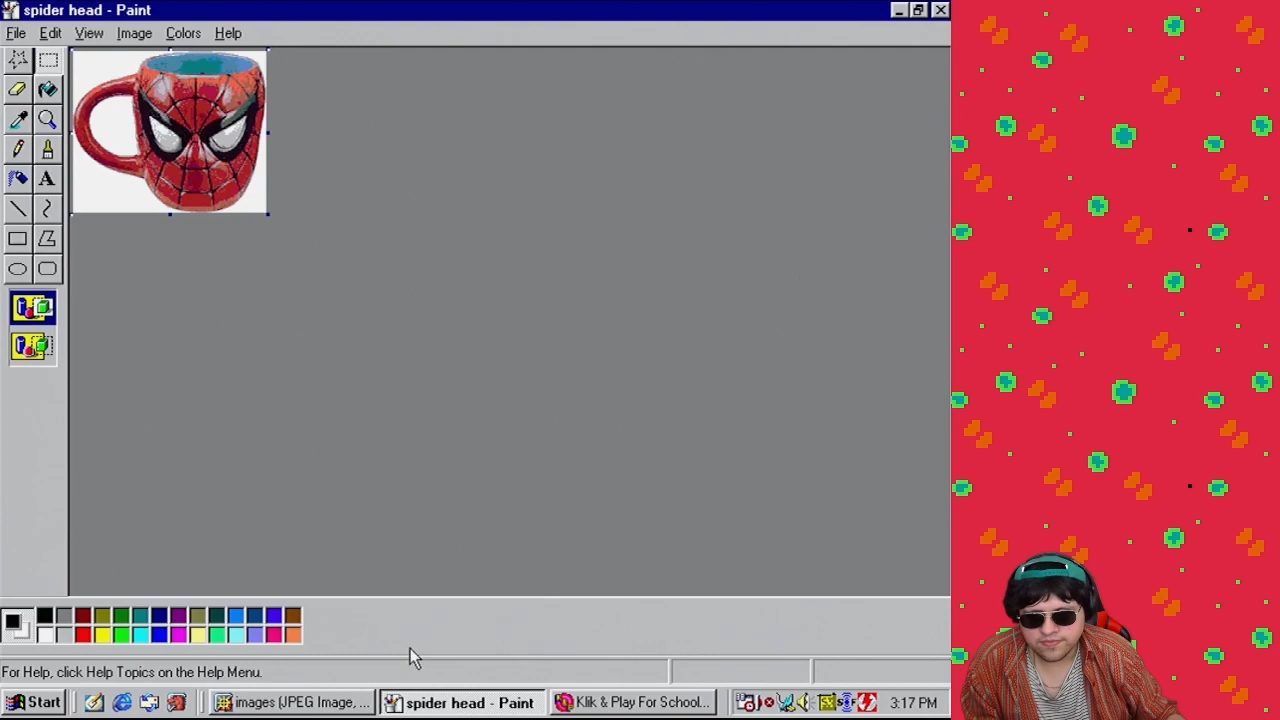 spider head - Paint
File Edit View Image Colors Help
A
For Help, click Help Topics on the Help Menu.
Start images (JPEG Image, ... spider head - Paint Klik & Play For School... 3:17 PM